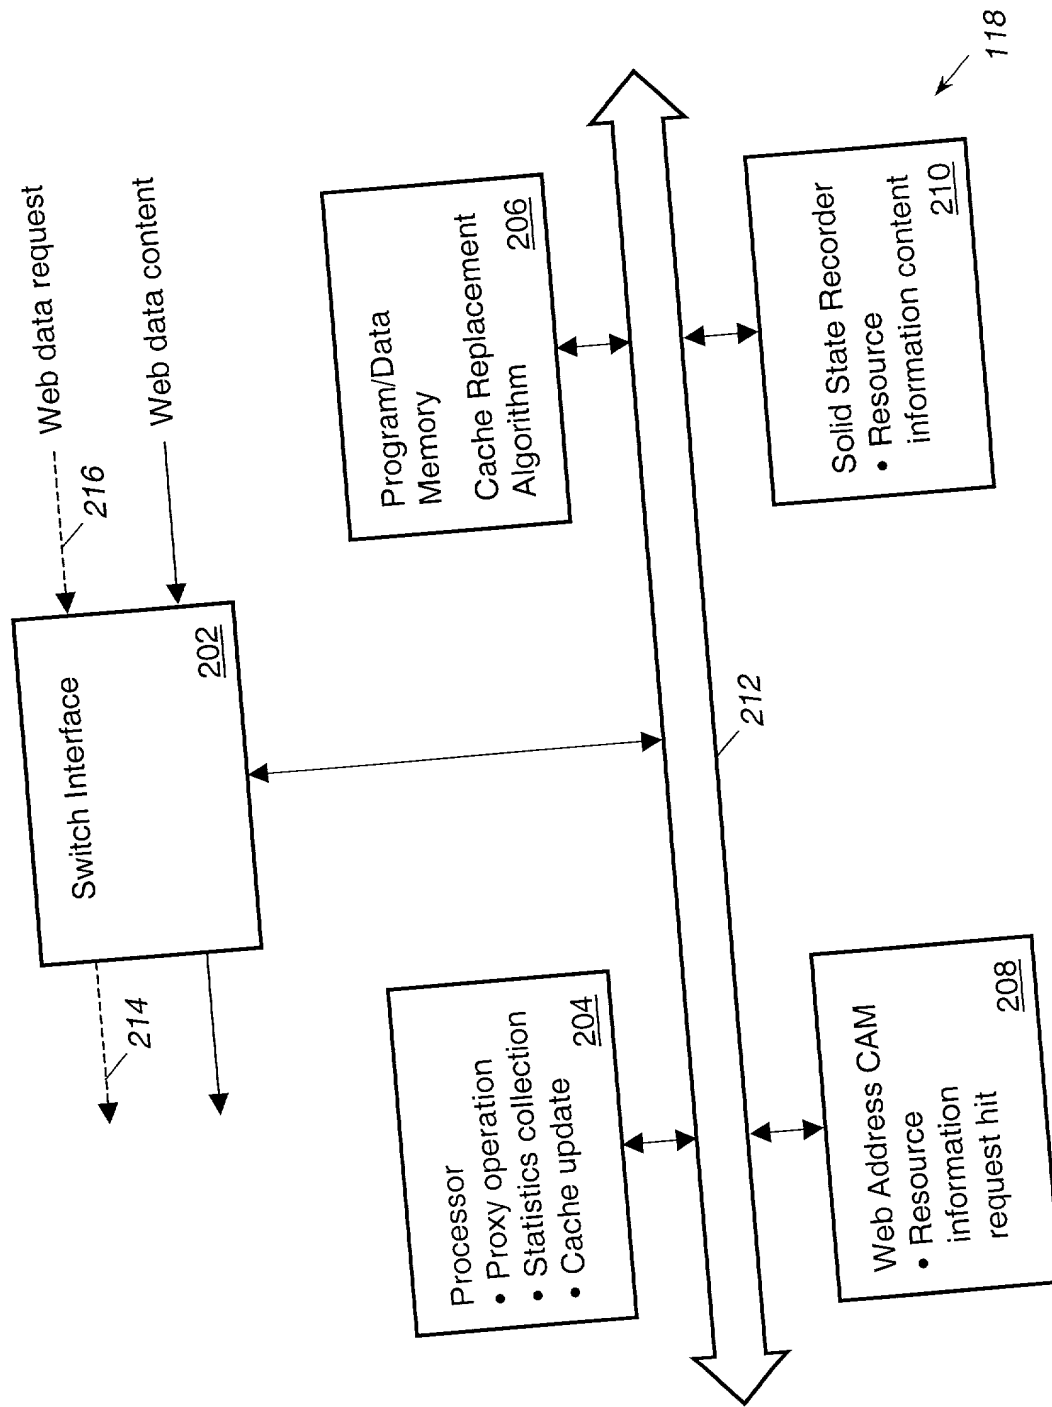 Web data request
216
Web data content
Switch Interface
202
214
Processor
• Proxy operation
• Statistics collection
• Cache update
204
Program/Data
Memory
Cache Replacement
Algorithm
206
212
Web Address CAM
• Resource
information
request hit
208
Solid State Recorder
• Resource
information content
210
118